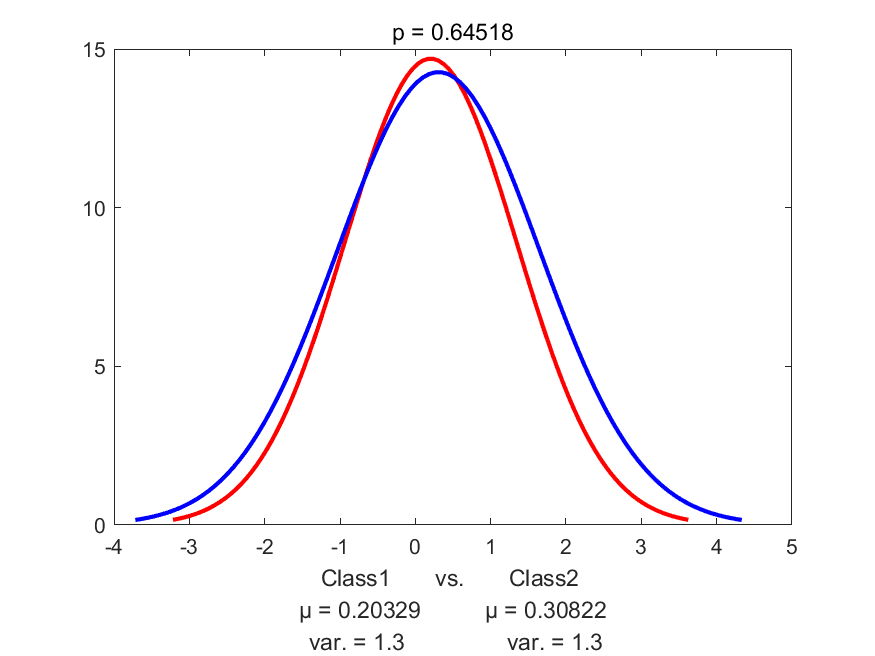 p = 0.64518
15
10
5
0
-4 -3 -2 -1 0 1 2 3 4 5
Class1 vs. Class2
μ = 0.20329 μ = 0.30822
var. = 1.3 var. = 1.3